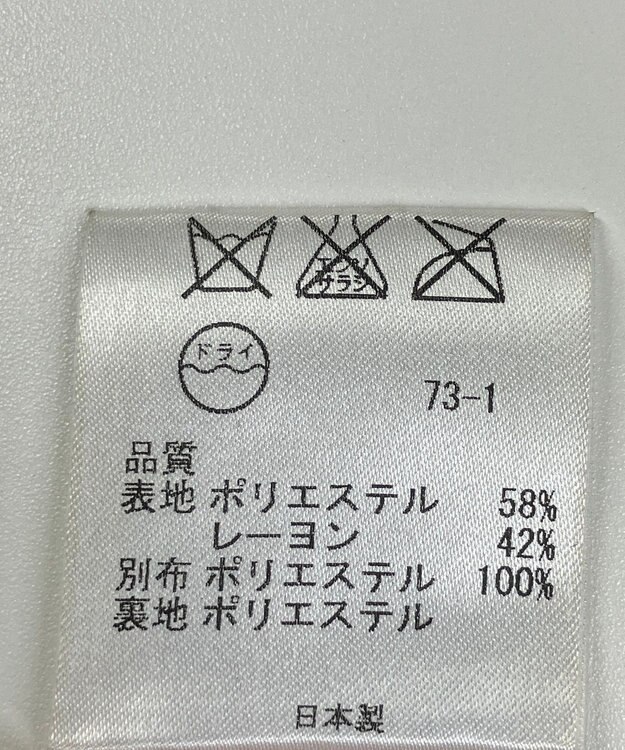 エンソ
サラシ
ドライ
73-1
品質
表地 ポリエステル 58%
レーヨン 42%
別布 ポリエステル 100%
裏地 ポリエステル
日本製